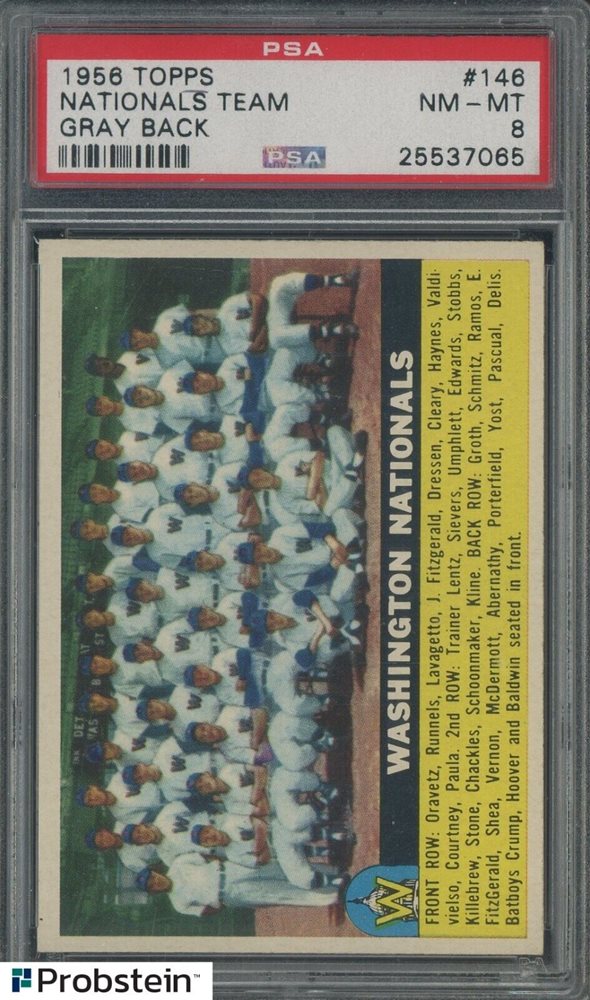 PSA
1956 TOPPS #146
NATIONALS TEAM NM - MT
GRAY BACK 8
PSA 25537065
WASHINGTON NATIONALS
W
FRONT ROW: Oravetz, Runnels, Lavagetto, J. Fitzgerald, Dressen, Cleary, Haynes, Valdi-
vielso, Courtney, Paula. 2nd ROW: Trainer Lentz, Sievers, Umphlett, Edwards, Stobbs,
Killebrew, Stone, Chackles, Schoonmaker, Kline. BACK ROW: Groth, Schmitz, Ramos, E.
FitzGerald, Shea, Vernon, McDermott, Abernathy, Porterfield, Yost, Pascual, Delis.
Batboys Crump, Hoover and Baldwin seated in front.
Probstein™